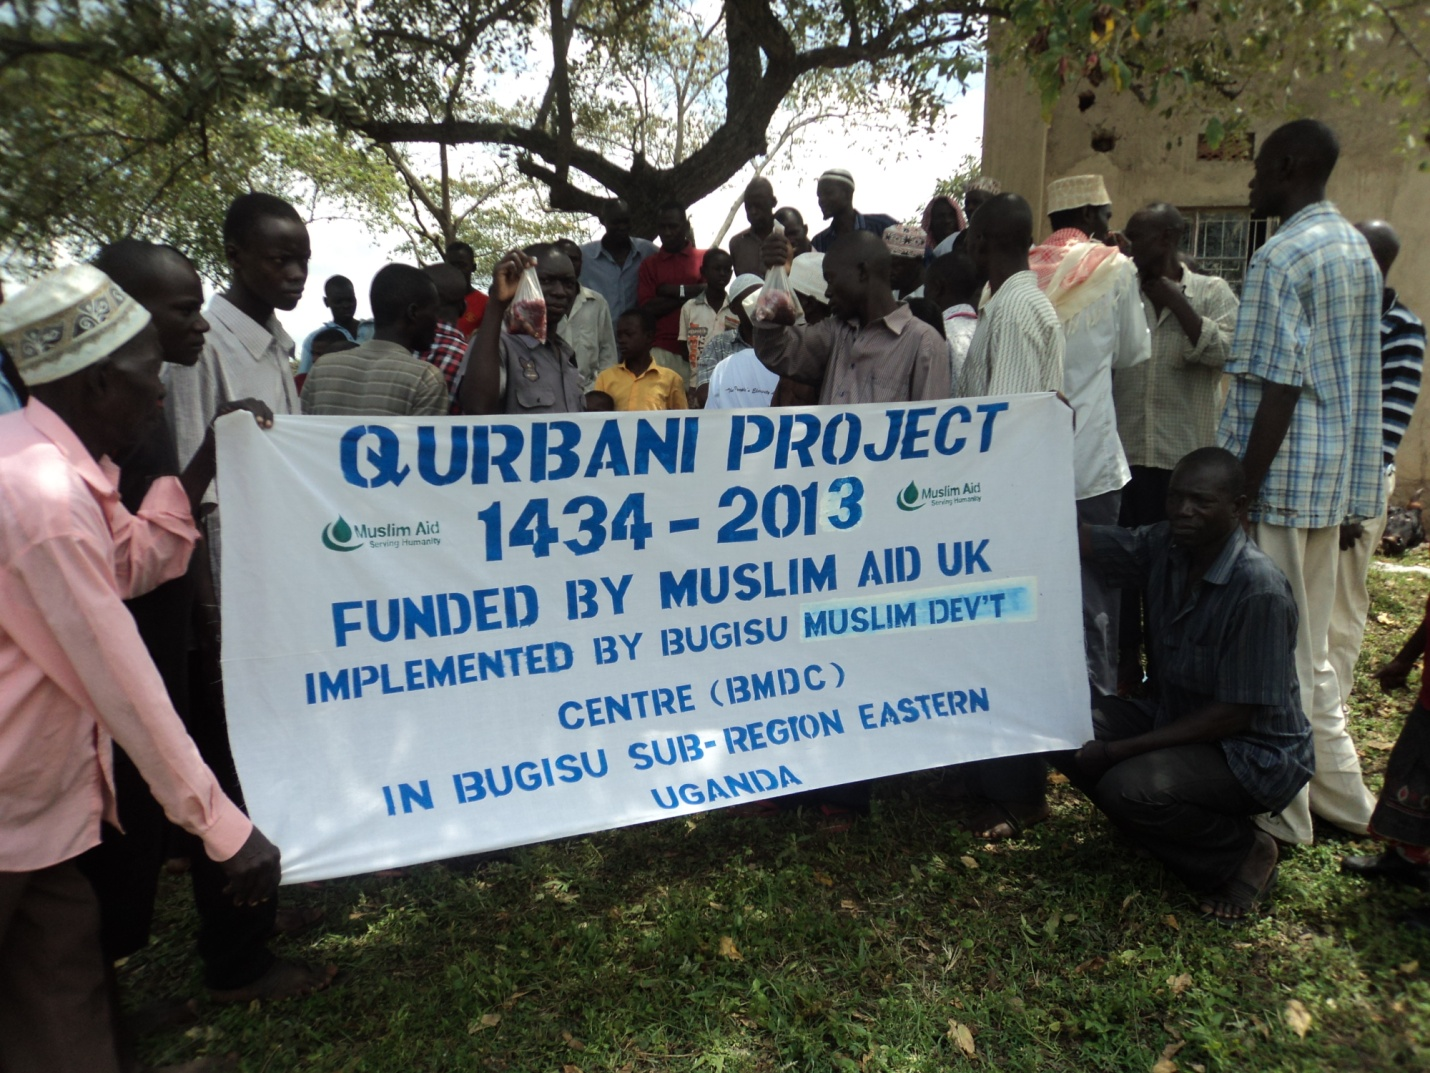 QURBANI PROJECT
1434 - 2013
Muslim Aid
Serving Humanity
Muslim Aid
Serving Humanity
FUNDED BY MUSLIM AID UK
IMPLEMENTED BY BUGISU MUSLIM DEV'T
CENTRE (BMDC)
IN BUGISU SUB-REGION EASTERN
UGANDA